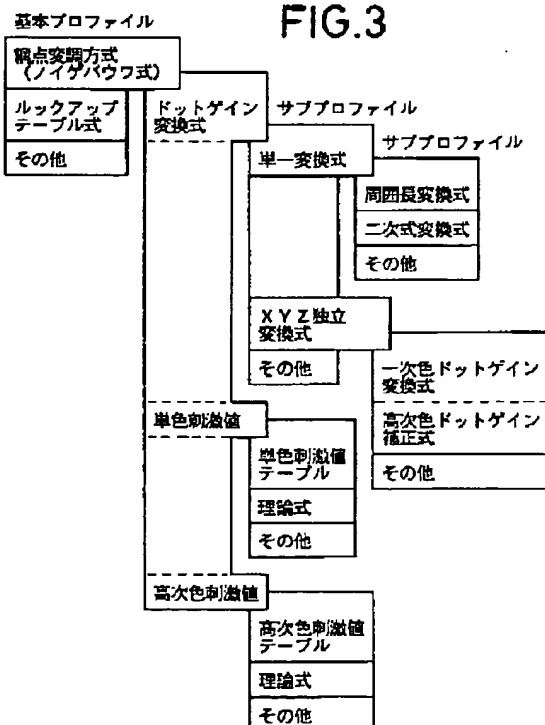 FIG.3
基本プロファイル
網点変調方式
(ノイゲバウワ式)
ルックアップ
テーブル式
その他
ドットゲイン
変換式
サブプロファイル
単一変換式
サブプロファイル
周囲長変換式
二次式変換式
その他
XYZ独立
変換式
その他
一次色ドットゲイン
変換式
高次色ドットゲイン
補正式
その他
単色刺激値
単色刺激値
テーブル
理論式
その他
高次色刺激値
高次色刺激値
テーブル
理論式
その他